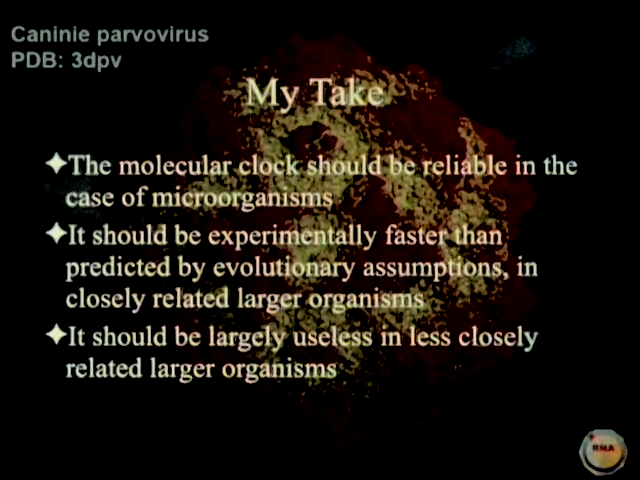 Caninie parvovirus
PDB: 3dpv
My Take
✦The molecular clock should be reliable in the
case of microorganisms
✦It should be experimentally faster than
predicted by evolutionary assumptions, in
closely related larger organisms
✦It should be largely useless in less closely
related larger organisms
RNA